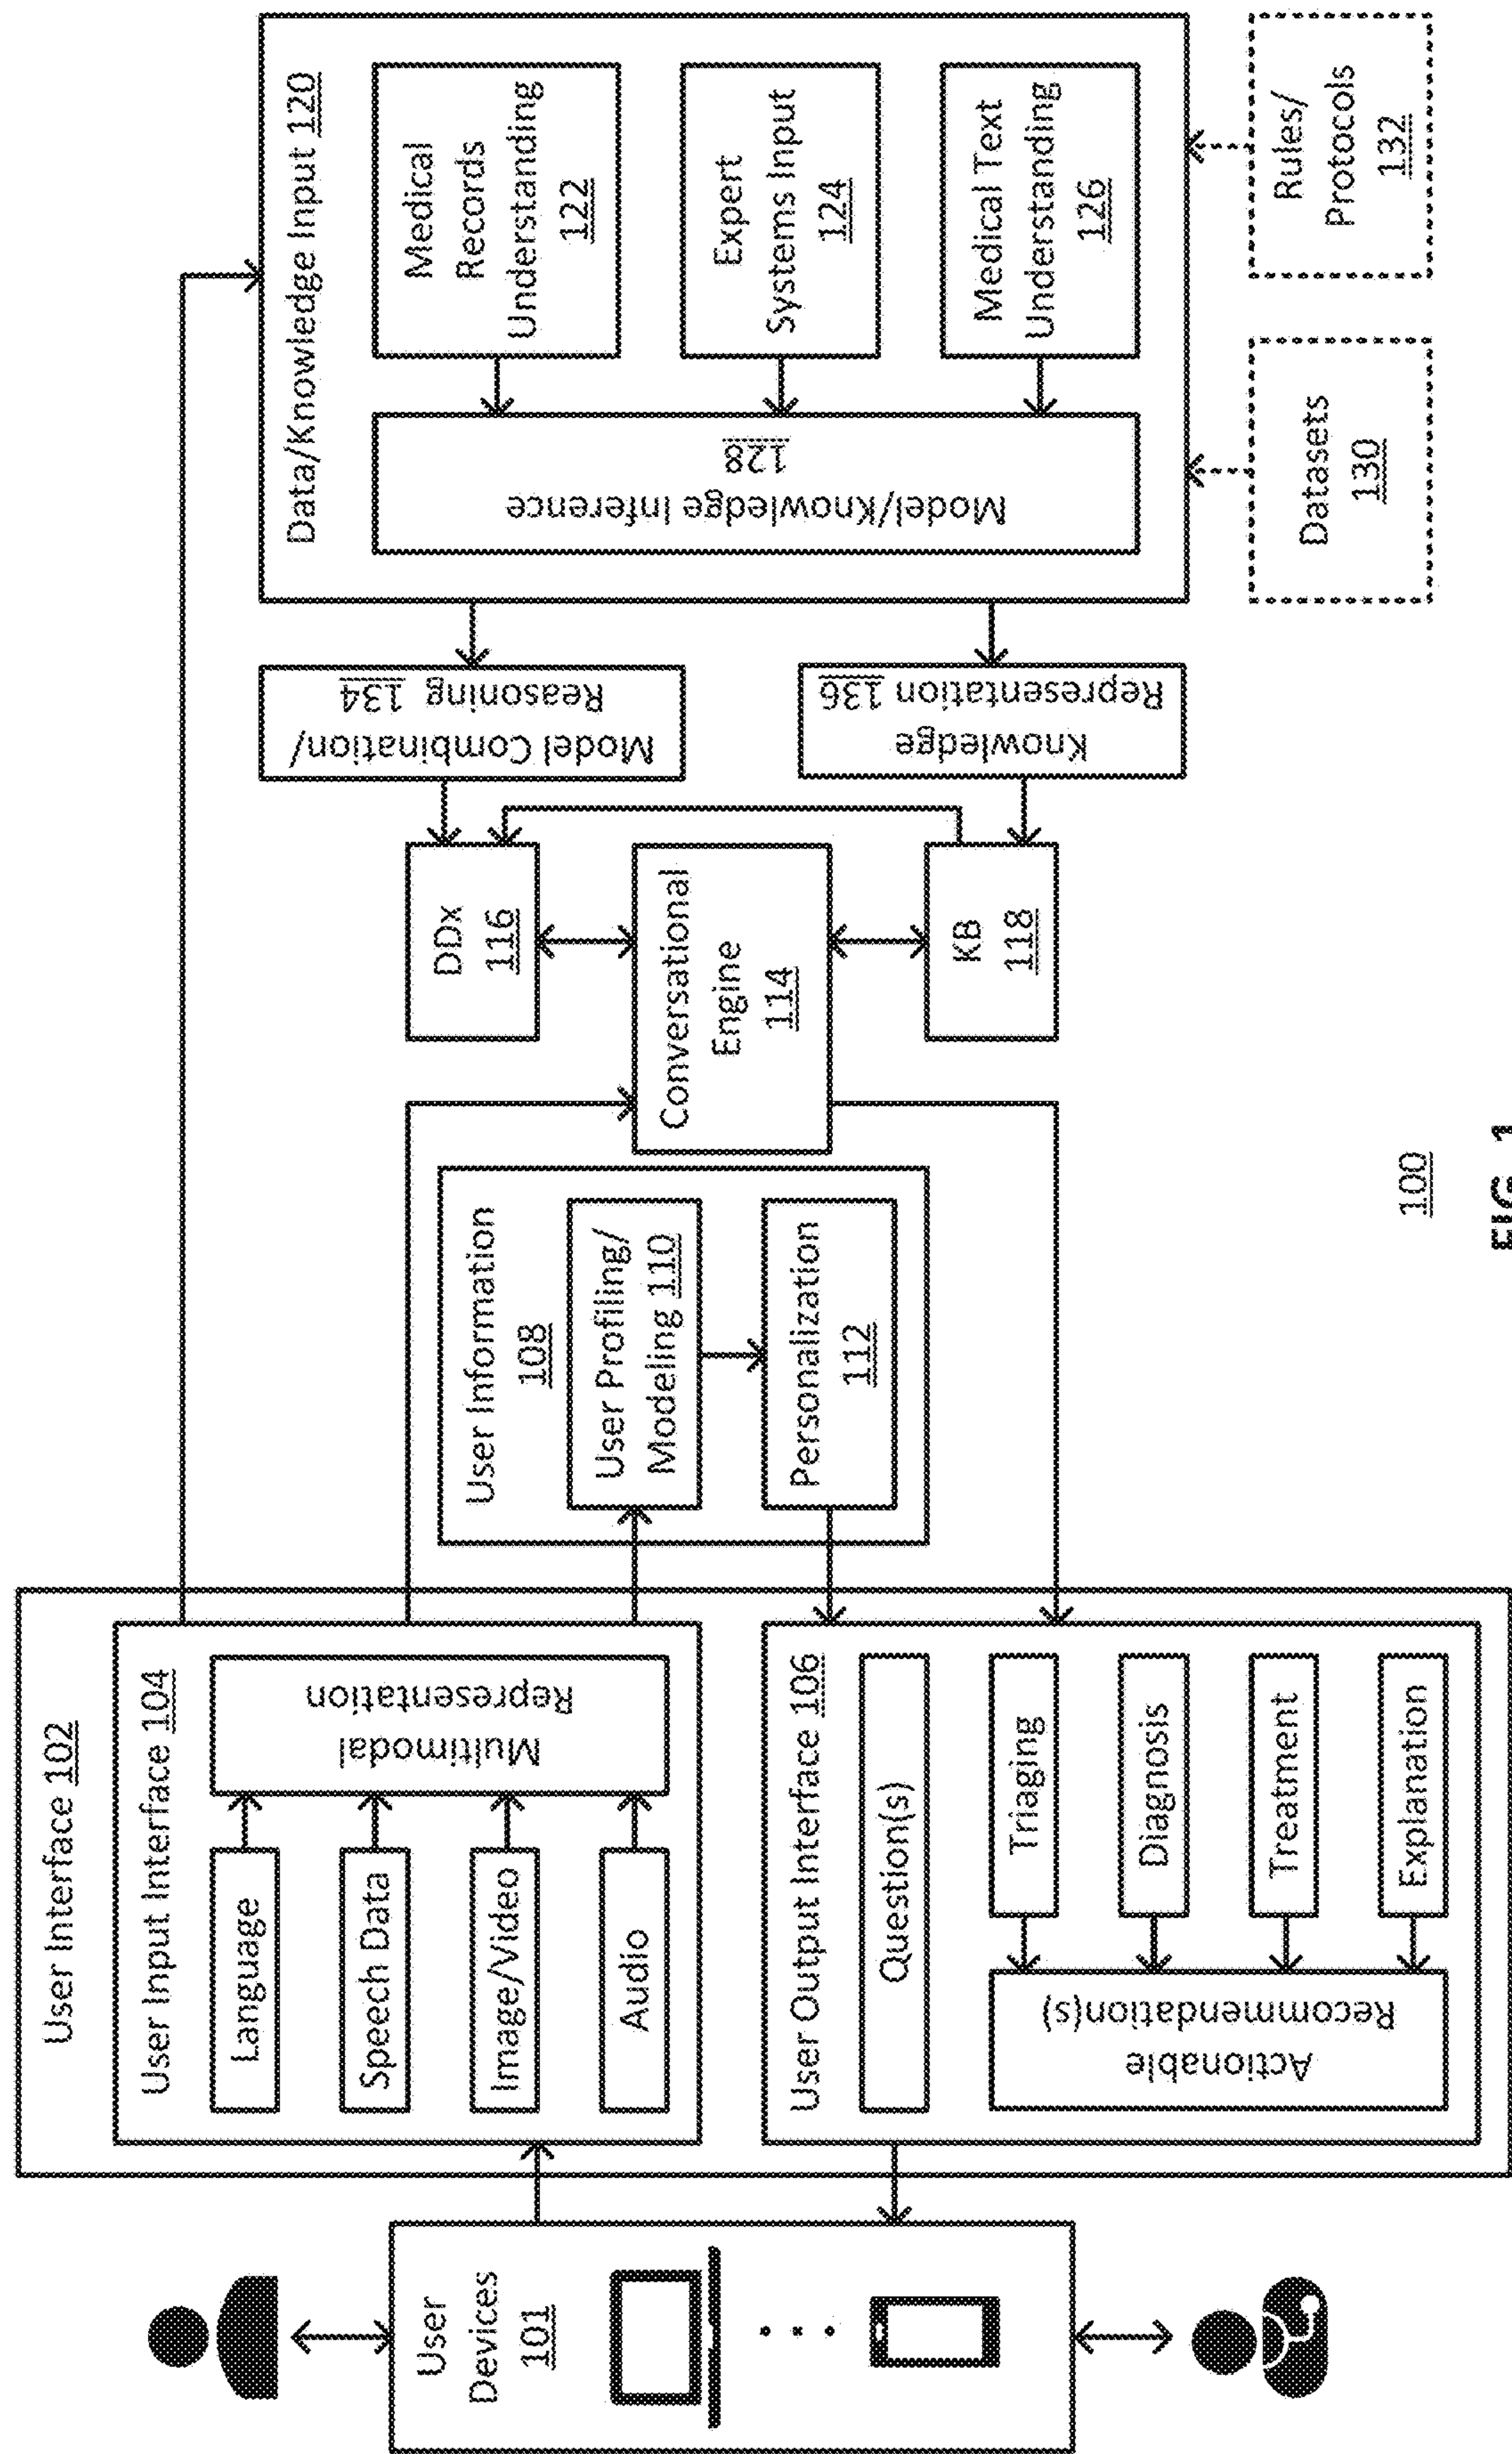 User
Devices
101
User Interface 102
User Input Interface 104
Language
Speech Data
Image/Video
Audio
Multimodal
Representation
User Output Interface 106
Question(s)
Actionable
Recommendation(s)
Triaging
Diagnosis
Treatment
Explanation
User Information
108
User Profiling/
Modeling 110
Personalization
112
Conversational
Engine
114
DDx
116
KB
118
Model Combination/
Reasoning 134
Knowledge
Representation 136
Data/Knowledge Input 120
Model/Knowledge Inference
128
Medical
Records
Understanding
122
Expert
Systems Input
124
Medical Text
Understanding
126
Datasets
130
Rules/
Protocols
132
100
FIG. 1